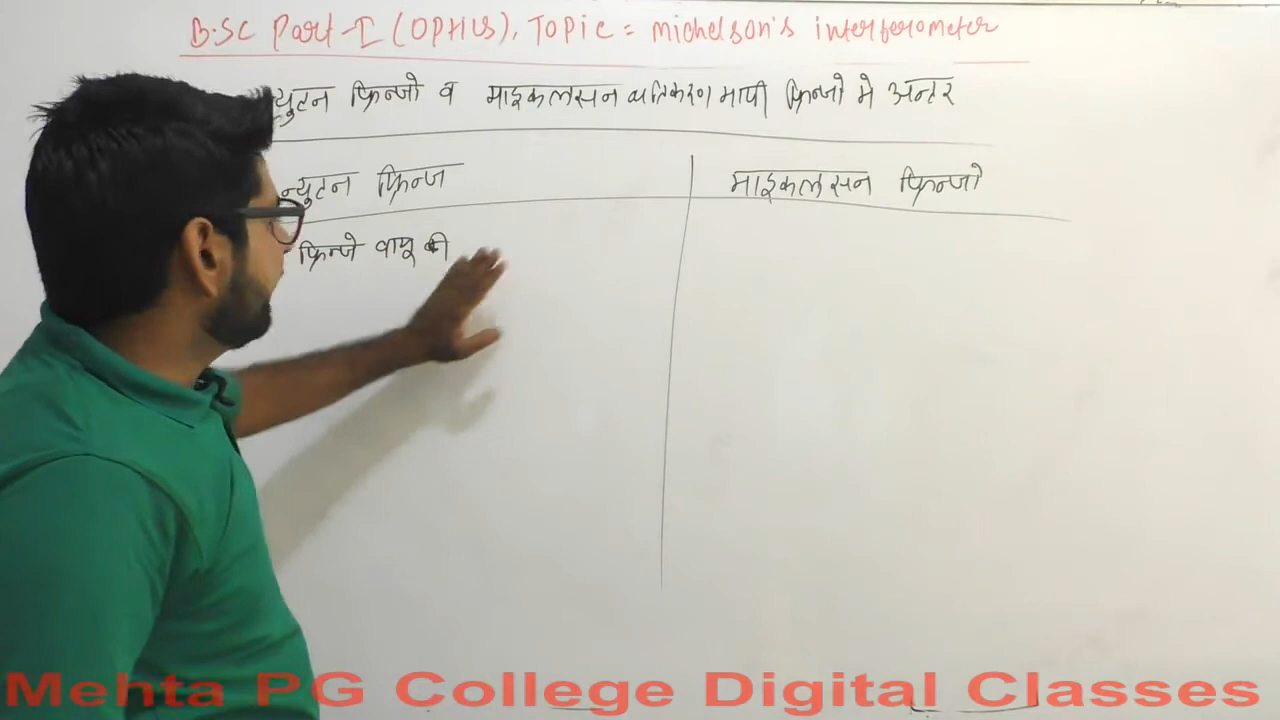 B.SC Part-I (OPTICS), Topic = michelson's interferometer
न्युटन फ्रिन्जो व माइकलसन व्यतिकरण मापी फ्रिन्जो मे अन्तर
न्युटन फ्रिन्ज
माइकलसन फ्रिन्जो
फ्रिन्जे वायु की
Mehta PG College Digital Classes